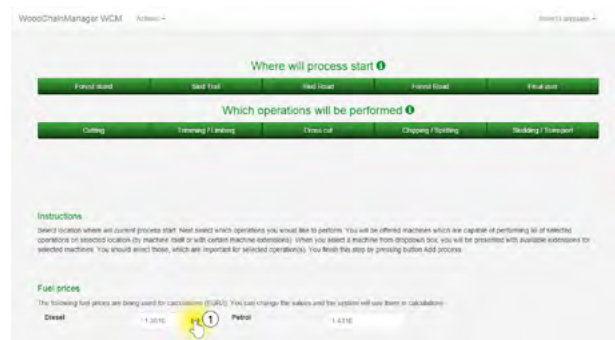 WoodChainManager WCM Actions
Select Language
Where will process start
Forest stand Skid Trail Skid Road Forest Road Final user
Which operations will be performed
Cutting Trimming / Limbing Cross cut Chipping / Splitting Skidding / Transport
Instructions
Select location where will current process start. Next select which operations you would like to perform. You will be offered machines which are capable of performing all of selected
operations on selected location (by machine itself or with certain machine extensions). When you select a machine from dropdown box, you will be presented with available extensions for
selected machines. You should select those, which are important for selected operation(s). You finish this step by pressing button Add process.
Fuel prices
The following fuel prices are being used for calculations (EUR/l). You can change the values and the system will use them in calculations
Diesel 1 Petrol